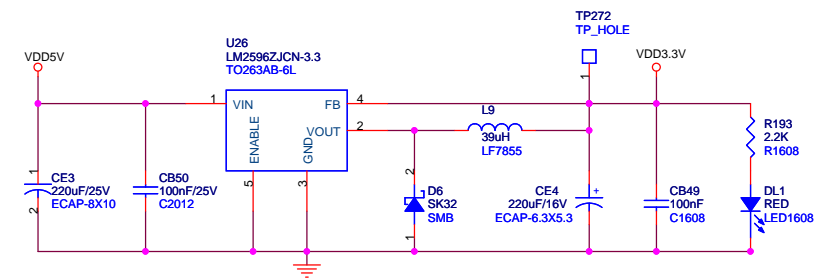 TP272
TP_HOLE
U26
LM2596ZJCN-3.3
TO263AB-6L
VDD5V
VDD3.3V
1
1
VIN
FB
4
L9
VOUT
2
39uH
LF7855
ENABLE
GND
R193
2.2K
R1608
1
CE3
220uF/25V
ECAP-8X10
2
CB50
100nF/25V
C2012
5
3
2
D6
SK32
SMB
1
CE4
220uF/16V
ECAP-6.3X5.3
+
CB49
100nF
C1608
DL1
RED
LED1608